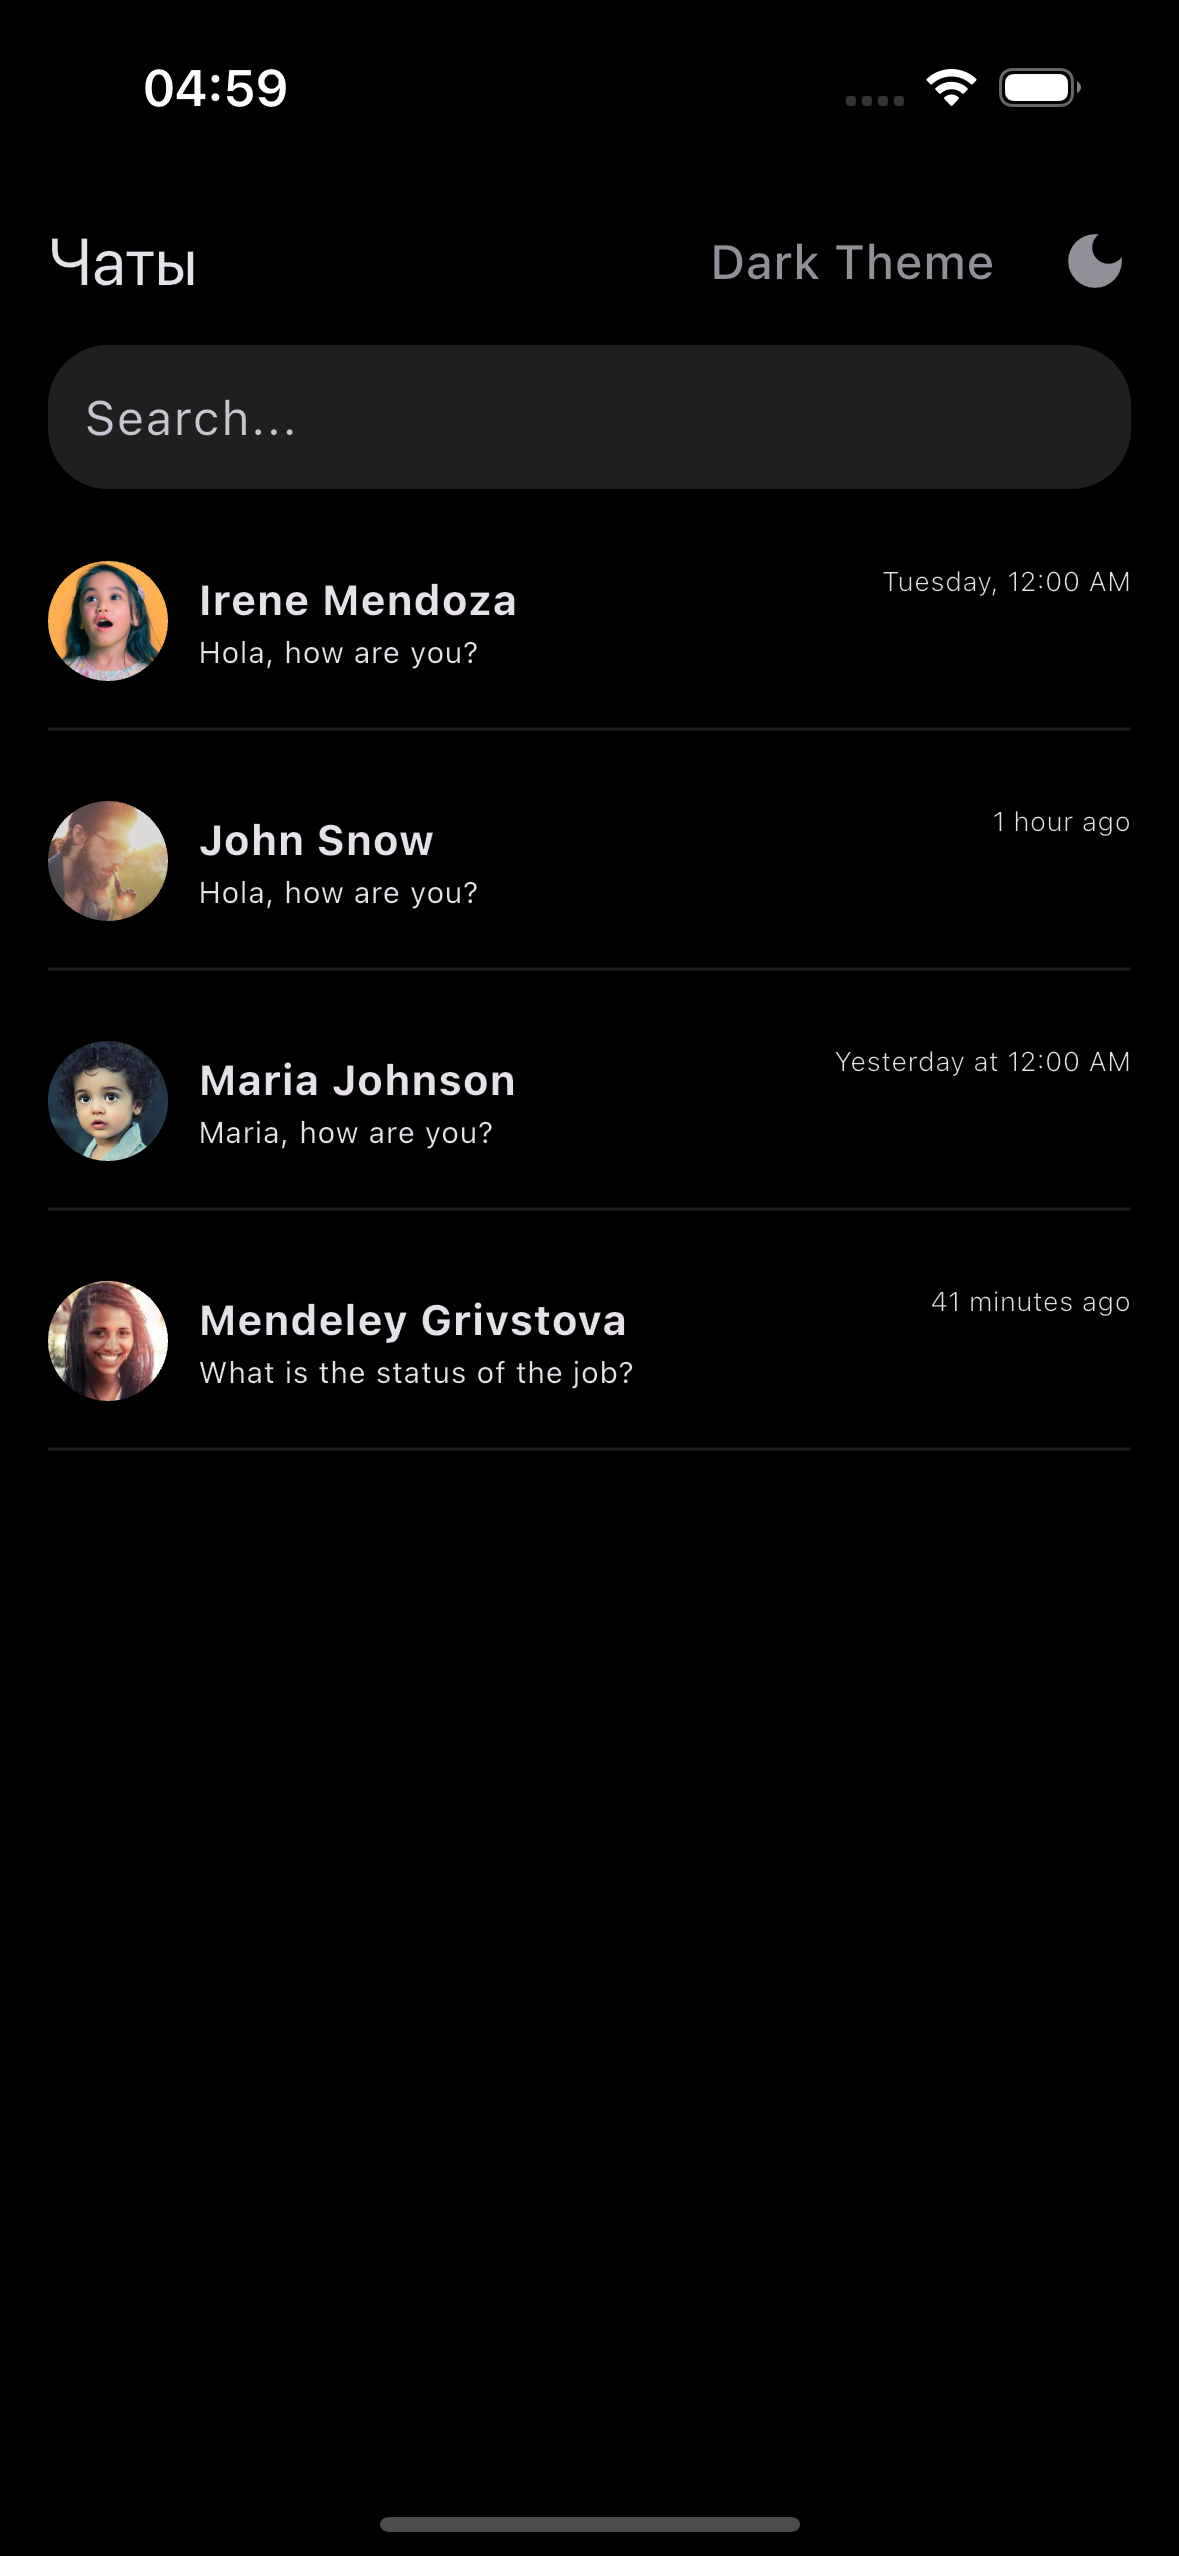 04:59
Чаты
Dark Theme
Search...
Irene Mendoza
Tuesday, 12:00 AM
Hola, how are you?
John Snow
1 hour ago
Hola, how are you?
Maria Johnson
Yesterday at 12:00 AM
Maria, how are you?
Mendeley Grivstova
41 minutes ago
What is the status of the job?